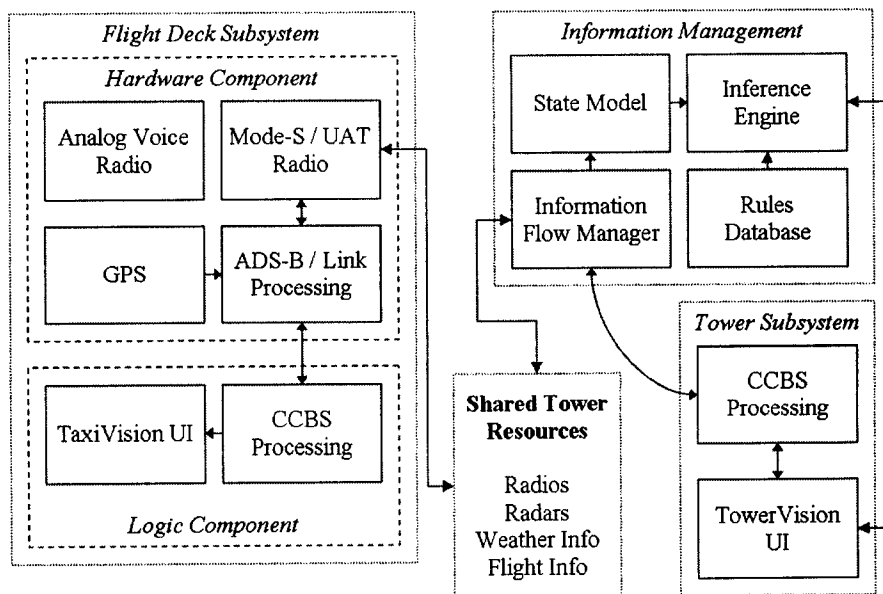 Flight Deck Subsystem
Hardware Component
Analog Voice
Radio
Mode-S / UAT
Radio
GPS
ADS-B / Link
Processing
TaxiVision UI
CCBS
Processing
Logic Component
Information Management
State Model
Inference
Engine
Information
Flow Manager
Rules
Database
Shared Tower
Resources
Radios
Radars
Weather Info
Flight Info
Tower Subsystem
CCBS
Processing
TowerVision
UI